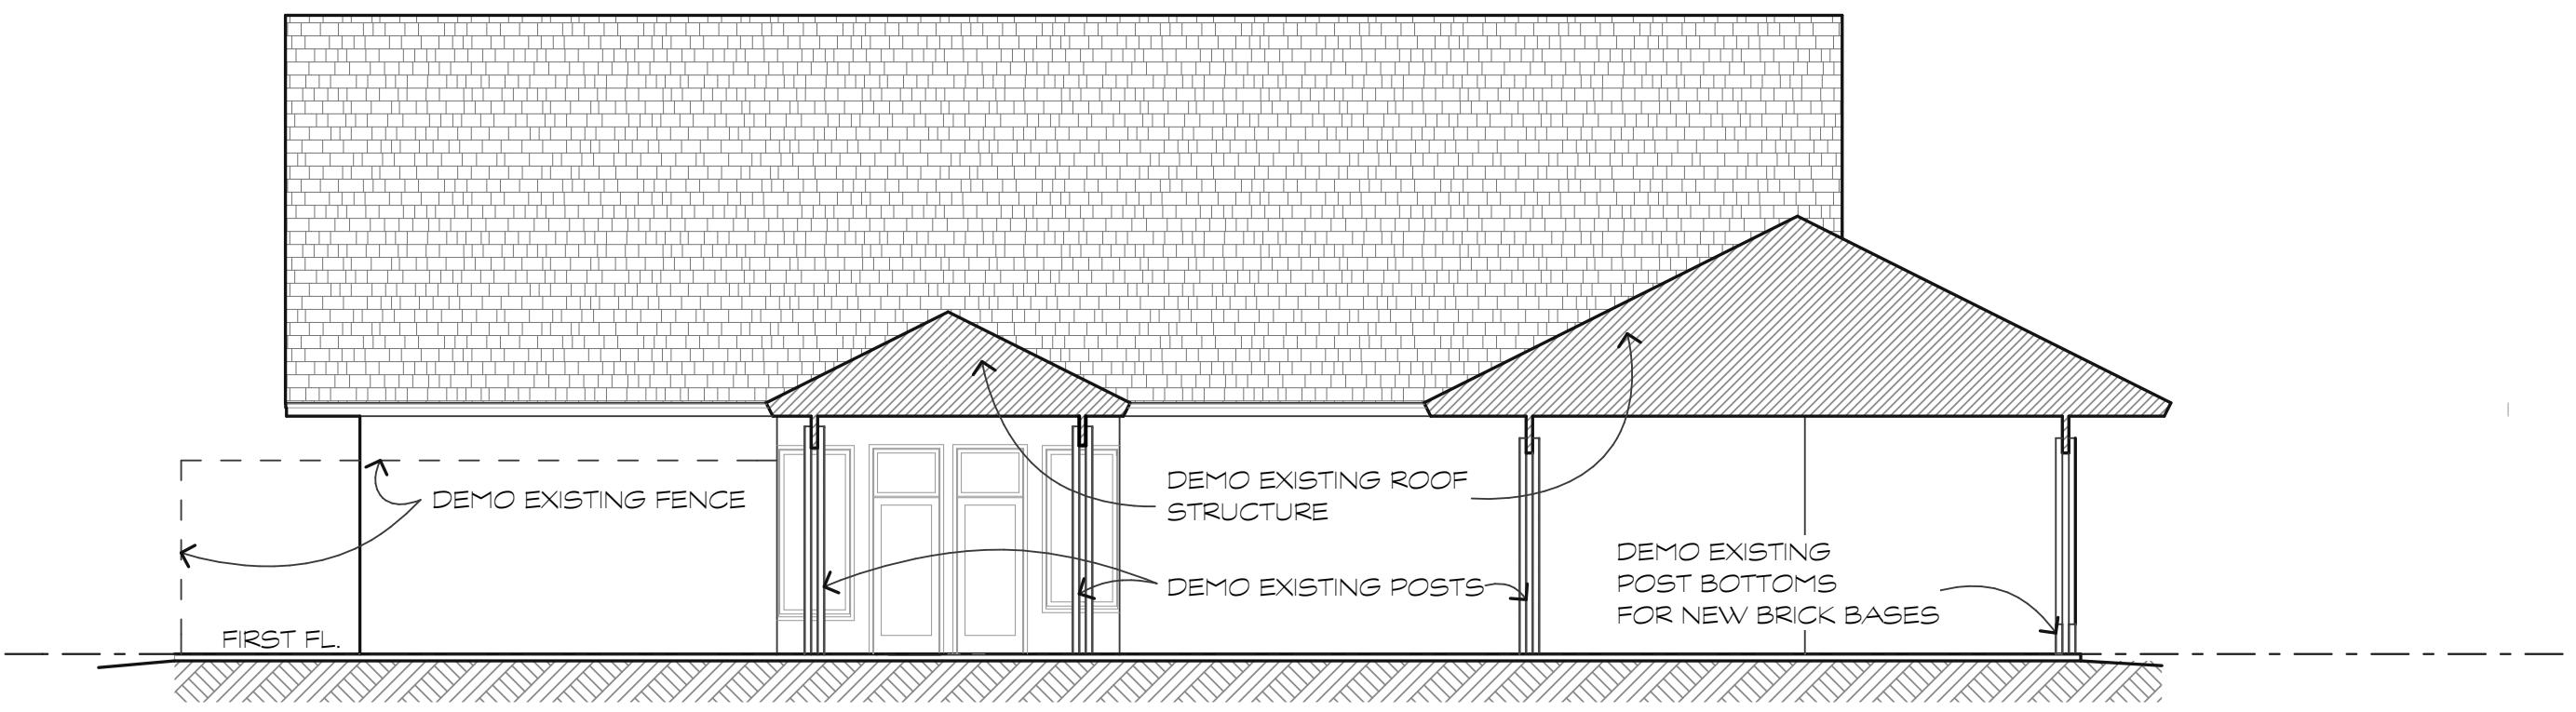 DEMO EXISTING FENCE
FIRST FL.
DEMO EXISTING ROOF
STRUCTURE
DEMO EXISTING POSTS
DEMO EXISTING
POST BOTTOMS
FOR NEW BRICK BASES